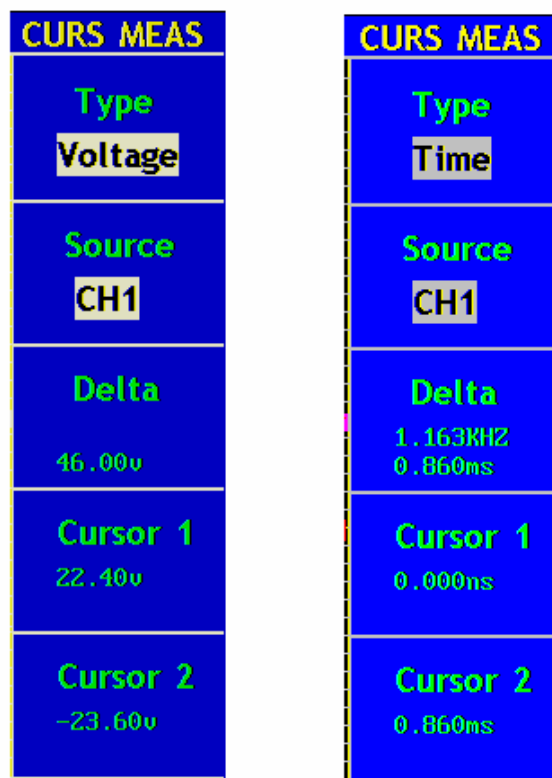 CURS MEAS
Type
Voltage
Source
CH1
Delta
46.00v
Cursor 1
22.40v
Cursor 2
-23.60v
CURS MEAS
Type
Time
Source
CH1
Delta
1.163KHZ
0.860ms
Cursor 1
0.000ns
Cursor 2
0.860ms